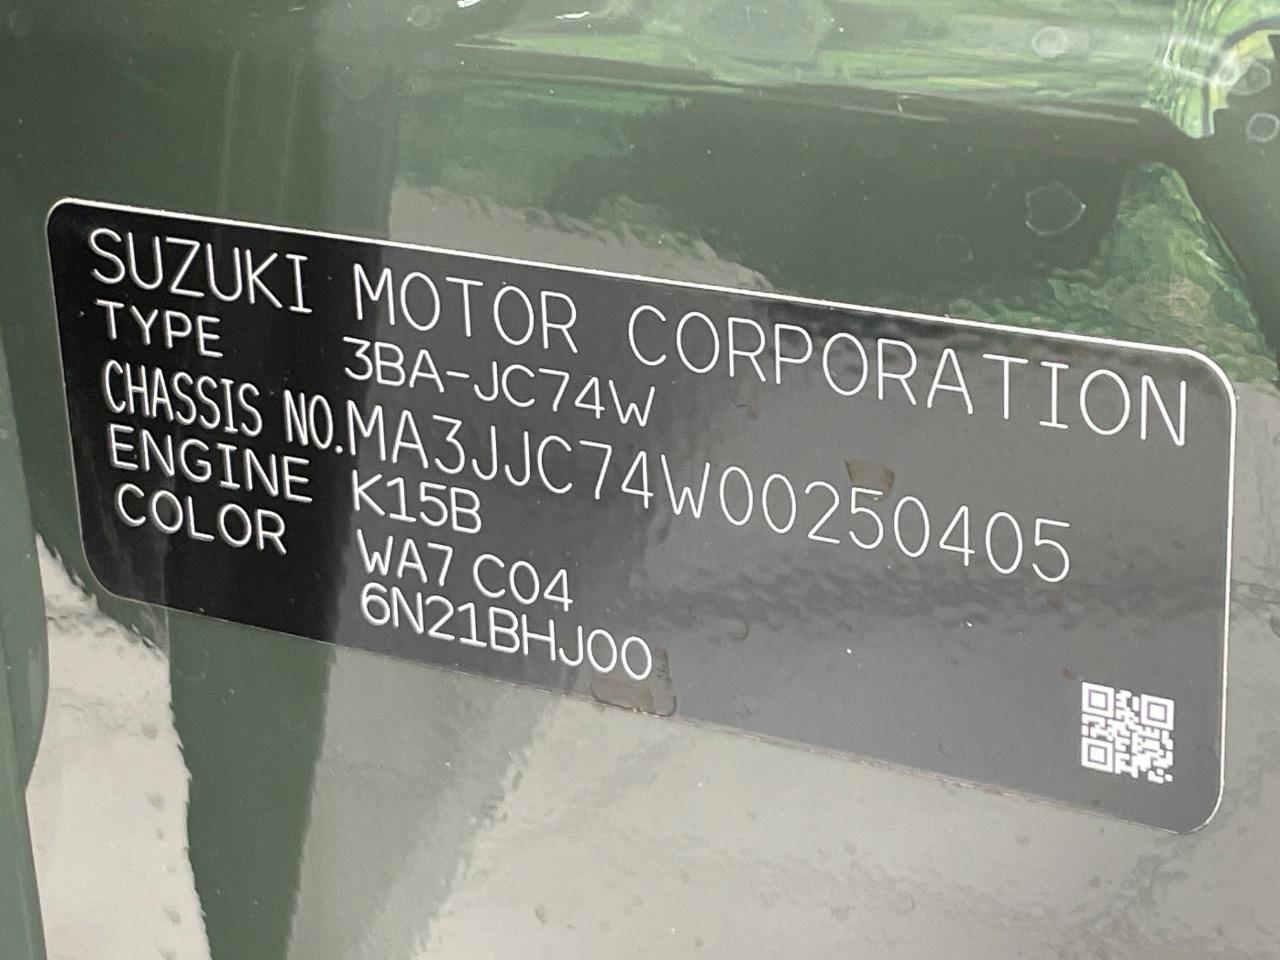 SUZUKI MOTOR CORPORATION
TYPE 3BA-JC74W
CHASSIS NO. MA3JJC74W00250405
ENGINE K15B
COLOR WA7 C04
6N21BHJ00